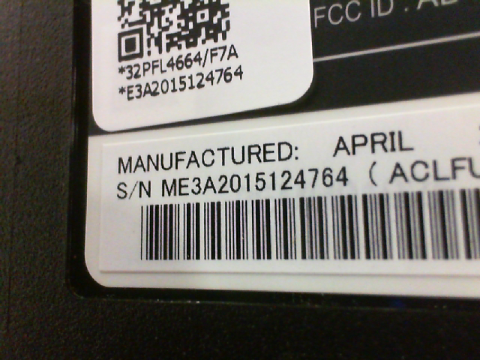 FCC ID :
*32PFL4664/F7A
*E3A2015124764
MANUFACTURED: APRIL
S/N ME3A2015124764 ( ACLFU